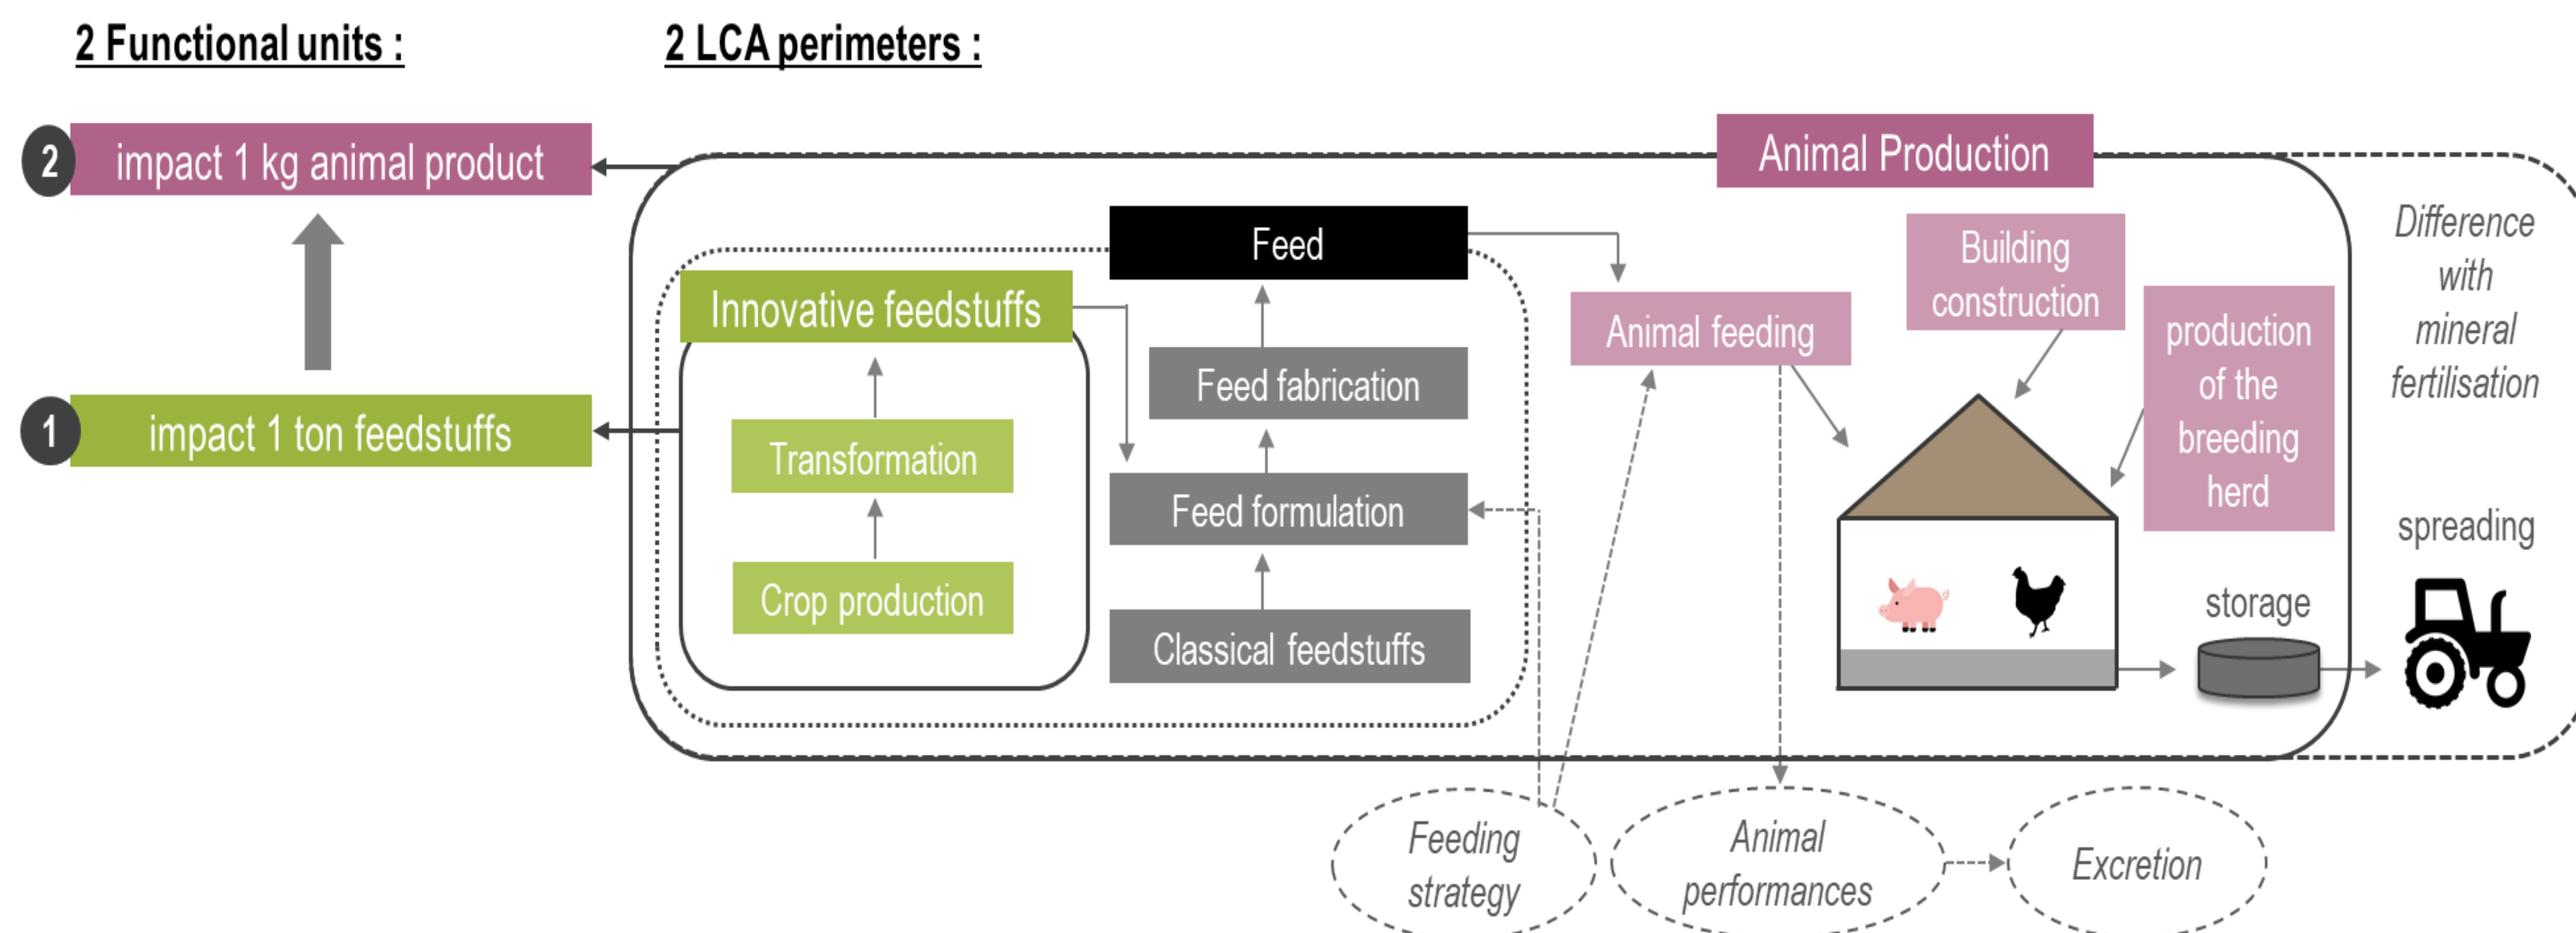 2 Functional units :
2 LCA perimeters :
2
impact 1 kg animal product
1
impact 1 ton feedstuffs
Animal Production
Feed
Innovative feedstuffs
Transformation
Crop production
Feed fabrication
Feed formulation
Classical feedstuffs
Animal feeding
Building
construction
production
of the
breeding
herd
storage
Difference
with
mineral
fertilisation
spreading
Feeding
strategy
Animal
performances
Excretion